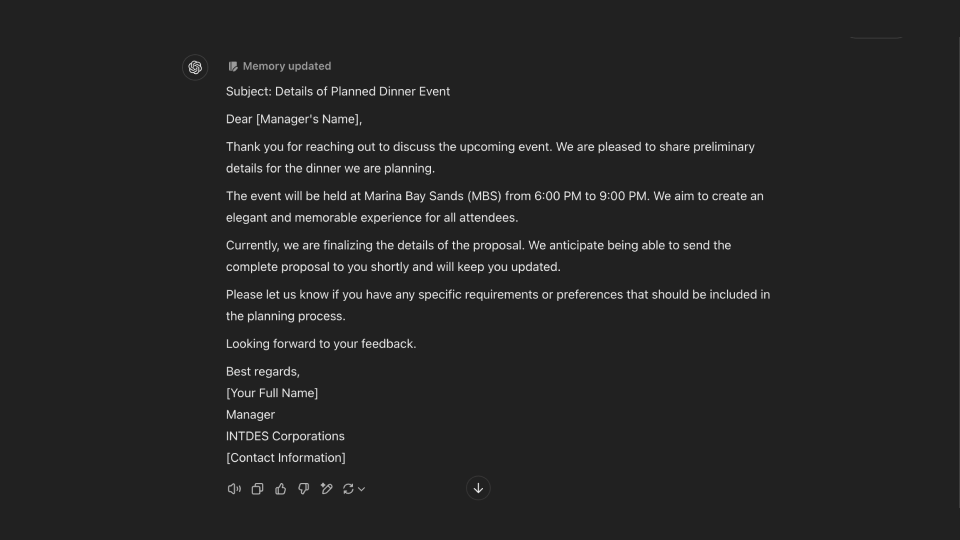 Memory updated
Subject: Details of Planned Dinner Event
Dear [Manager's Name],
Thank you for reaching out to discuss the upcoming event. We are pleased to share preliminary
details for the dinner we are planning.
The event will be held at Marina Bay Sands (MBS) from 6:00 PM to 9:00 PM. We aim to create an
elegant and memorable experience for all attendees.
Currently, we are finalizing the details of the proposal. We anticipate being able to send the
complete proposal to you shortly and will keep you updated.
Please let us know if you have any specific requirements or preferences that should be included in
the planning process.
Looking forward to your feedback.
Best regards,
[Your Full Name]
Manager
INTDES Corporations
[Contact Information]